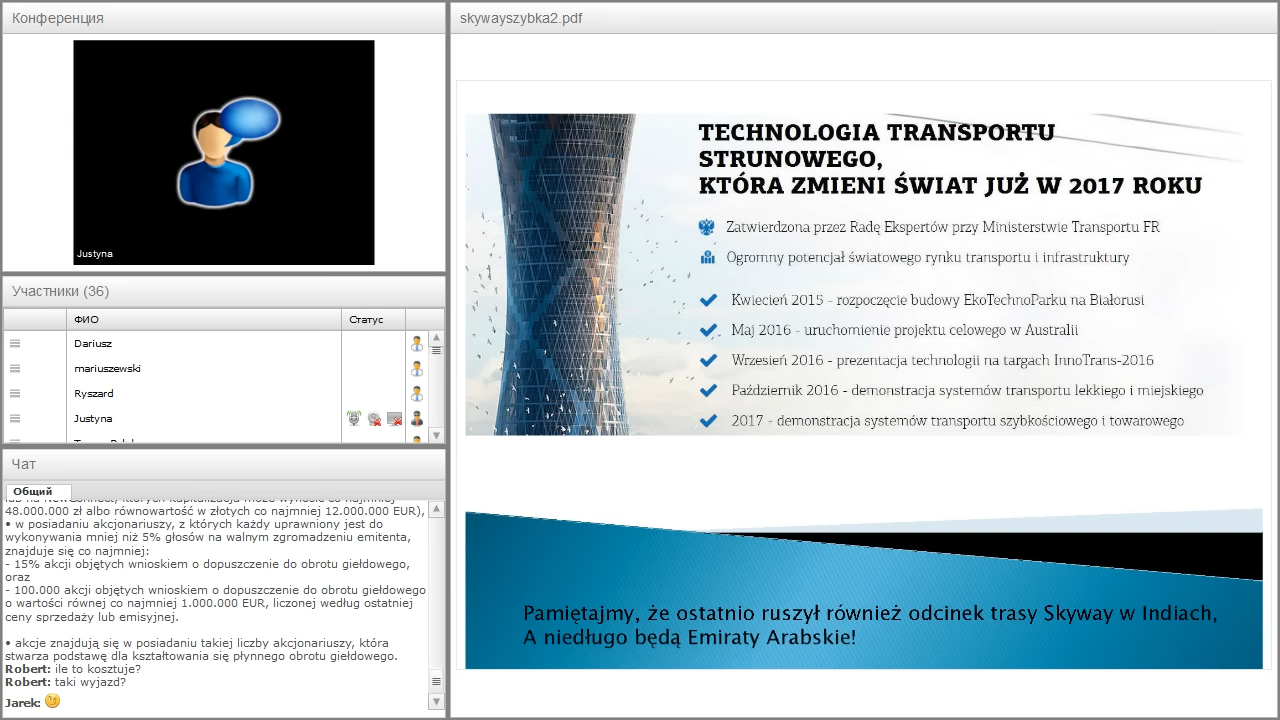 Конференция
Justyna
Участники (36)
ФИО
Статус
Dariusz
mariuszewski
Ryszard
Justyna
Чат
Общий
48.000.000 zł albo równowartość w złotych co najmniej 12.000.000 EUR),
• w posiadaniu akcjonariuszy, z których każdy uprawniony jest do
wykonywania mniej niż 5% głosów na walnym zgromadzeniu emitenta,
znajduje się co najmniej:
- 15% akcji objętych wnioskiem o dopuszczenie do obrotu giełdowego,
oraz
- 100.000 akcji objętych wnioskiem o dopuszczenie do obrotu giełdowego
o wartości równej co najmniej 1.000.000 EUR, liczonej według ostatniej
ceny sprzedaży lub emisyjnej.
• akcje znajdują się w posiadaniu takiej liczby akcjonariuszy, która
stwarza podstawę dla kształtowania się płynnego obrotu giełdowego.
Robert: ile to kosztuje?
Robert: taki wyjazd?
Jarek:
skywayszybka2.pdf
TECHNOLOGIA TRANSPORTU
STRUNOWEGO,
KTÓRA ZMIENI ŚWIAT JUŻ W 2017 ROKU
Zatwierdzona przez Radę Ekspertów przy Ministerstwie Transportu FR
Ogromny potencjał światowego rynku transportu i infrastruktury
Kwiecień 2015 - rozpoczęcie budowy EkoTechnoParku na Białorusi
Maj 2016 - uruchomienie projektu celowego w Australii
Wrzesień 2016 - prezentacja technologii na targach InnoTrans-2016
Październik 2016 - demonstracja systemów transportu lekkiego i miejskiego
2017 - demonstracja systemów transportu szybkościowego i towarowego
Pamiętajmy, że ostatnio ruszył również odcinek trasy Skyway w Indiach,
A niedługo będą Emiraty Arabskie!